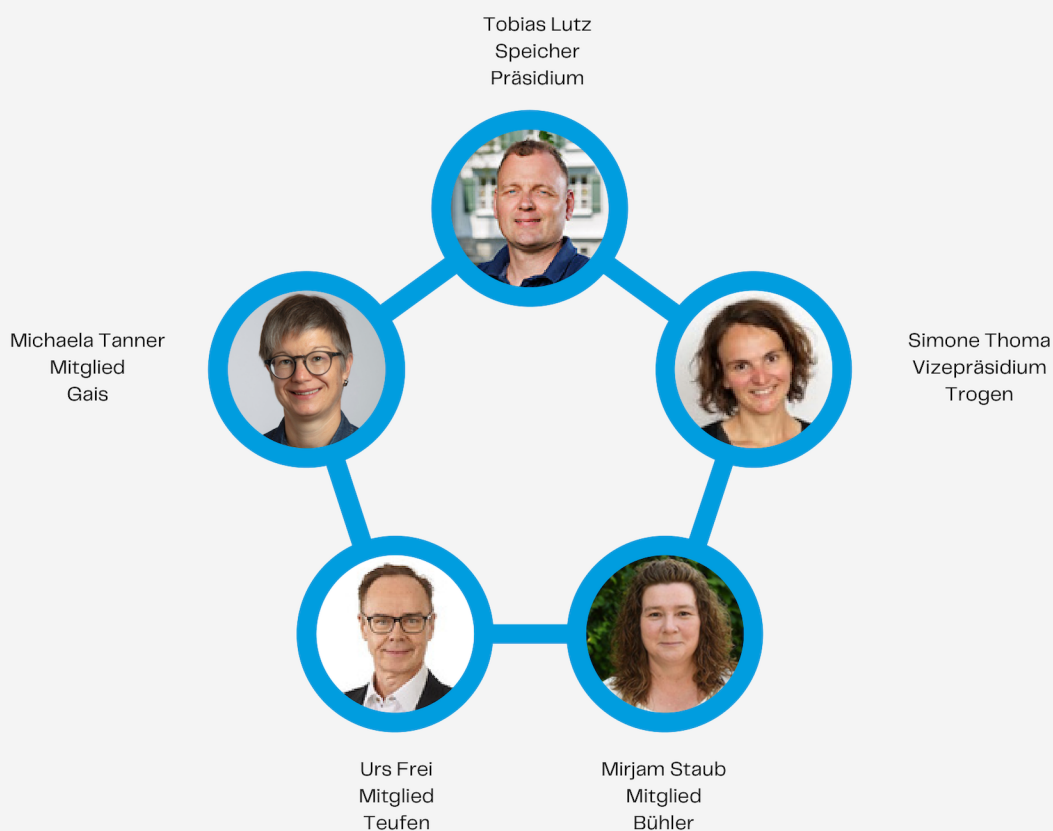 Tobias Lutz
Speicher
Präsidium
Michaela Tanner
Mitglied
Gais
Simone Thoma
Vizepräsidium
Trogen
Urs Frei
Mitglied
Teufen
Mirjam Staub
Mitglied
Bühler